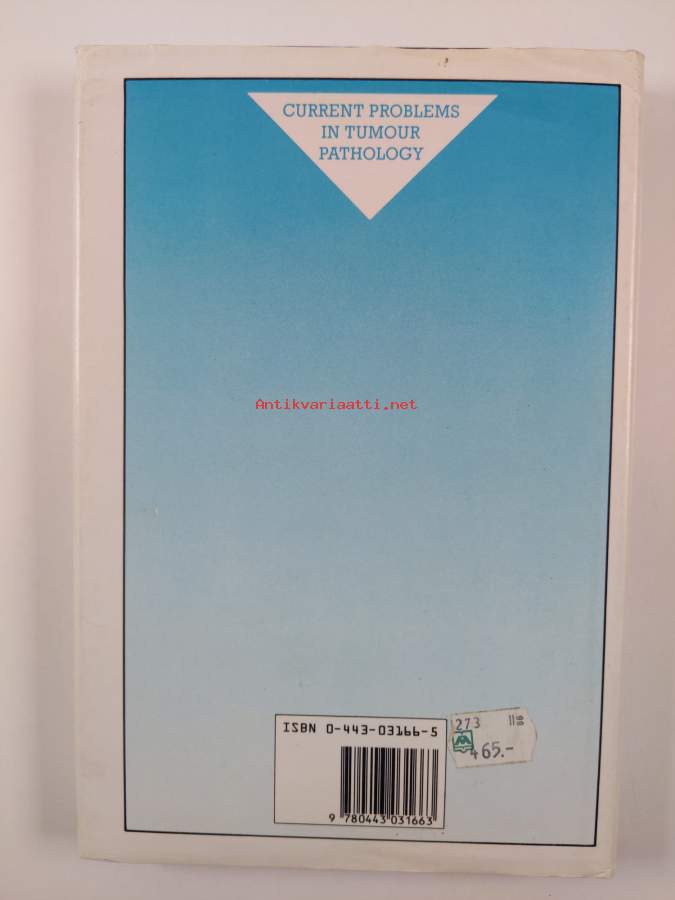 CURRENT PROBLEMS
IN TUMOUR
PATHOLOGY
Antikvariaatti.net
ISBN 0-443-03166-5
9 780443 031663
273
465.-